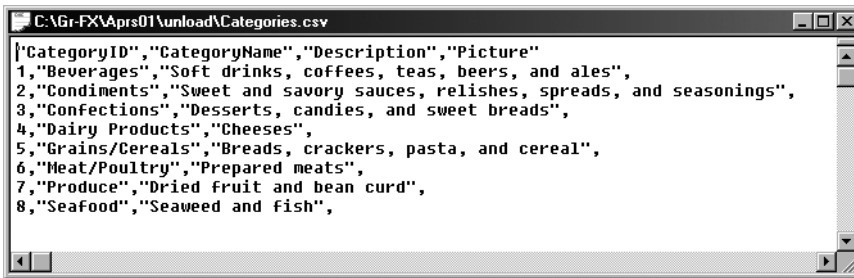 C:\Gr-FX\Aprs01\unload\Categories.csv
"CategoryID","CategoryName","Description","Picture"
1,"Beverages","Soft drinks, coffees, teas, beers, and ales",
2,"Condiments","Sweet and savory sauces, relishes, spreads, and seasonings",
3,"Confections","Desserts, candies, and sweet breads",
4,"Dairy Products","Cheeses",
5,"Grains/Cereals","Breads, crackers, pasta, and cereal",
6,"Meat/Poultry","Prepared meats",
7,"Produce","Dried fruit and bean curd",
8,"Seafood","Seaweed and fish",